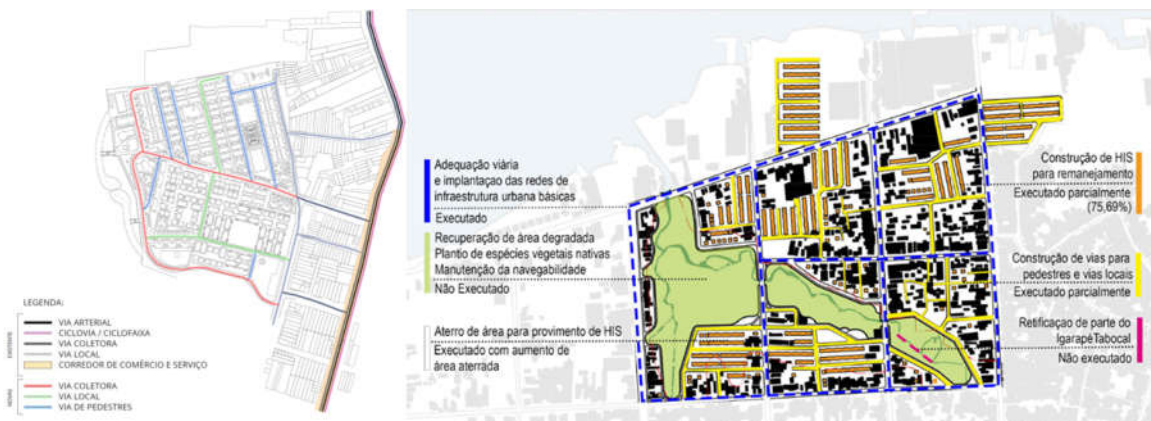 LEGENDA:
EXISTENTE
VIA ARTERIAL
CICLOVIA / CICLOFAIXA
VIA COLETORA
VIA LOCAL
CORREDOR DE COMÉRCIO E SERVIÇO
VIA COLETORA
VIA LOCAL
VIA DE PEDESTRES
Adequação viária
e implantaçao das redes de
infraestrutura urbana básicas
Executado
Recuperação de área degradada
Plantio de espécies vegetais nativas
Manutenção da navegabilidade
Não Executado
Aterro de área para provimento de HIS
Executado com aumento de
área aterrada
Construção de HIS
para remanejamento
Executado parcialmente
(75,69%)
Construção de vias para
pedestres e vias locais
Executado parcialmente
Retificaçao de parte do
IgarapéTabocal
Não executado